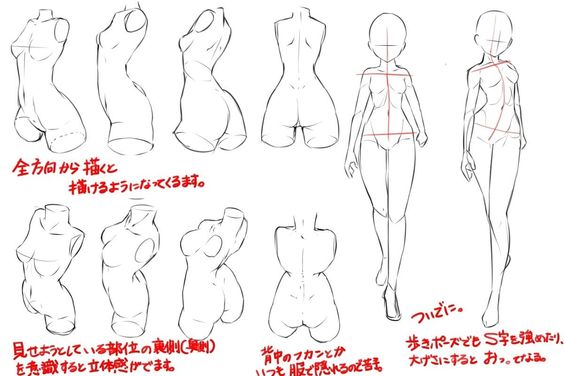 全方向から描くと
描けるようになってくるます。
見せようとしている部位の裏側(奥側)
を意識すると立体感がでます。
背中のフカンとか
いつも服で隠れるので苦手。
ついでに。
歩きポーズでもS字を強めたり、
大げさにすると おっ。てなる。